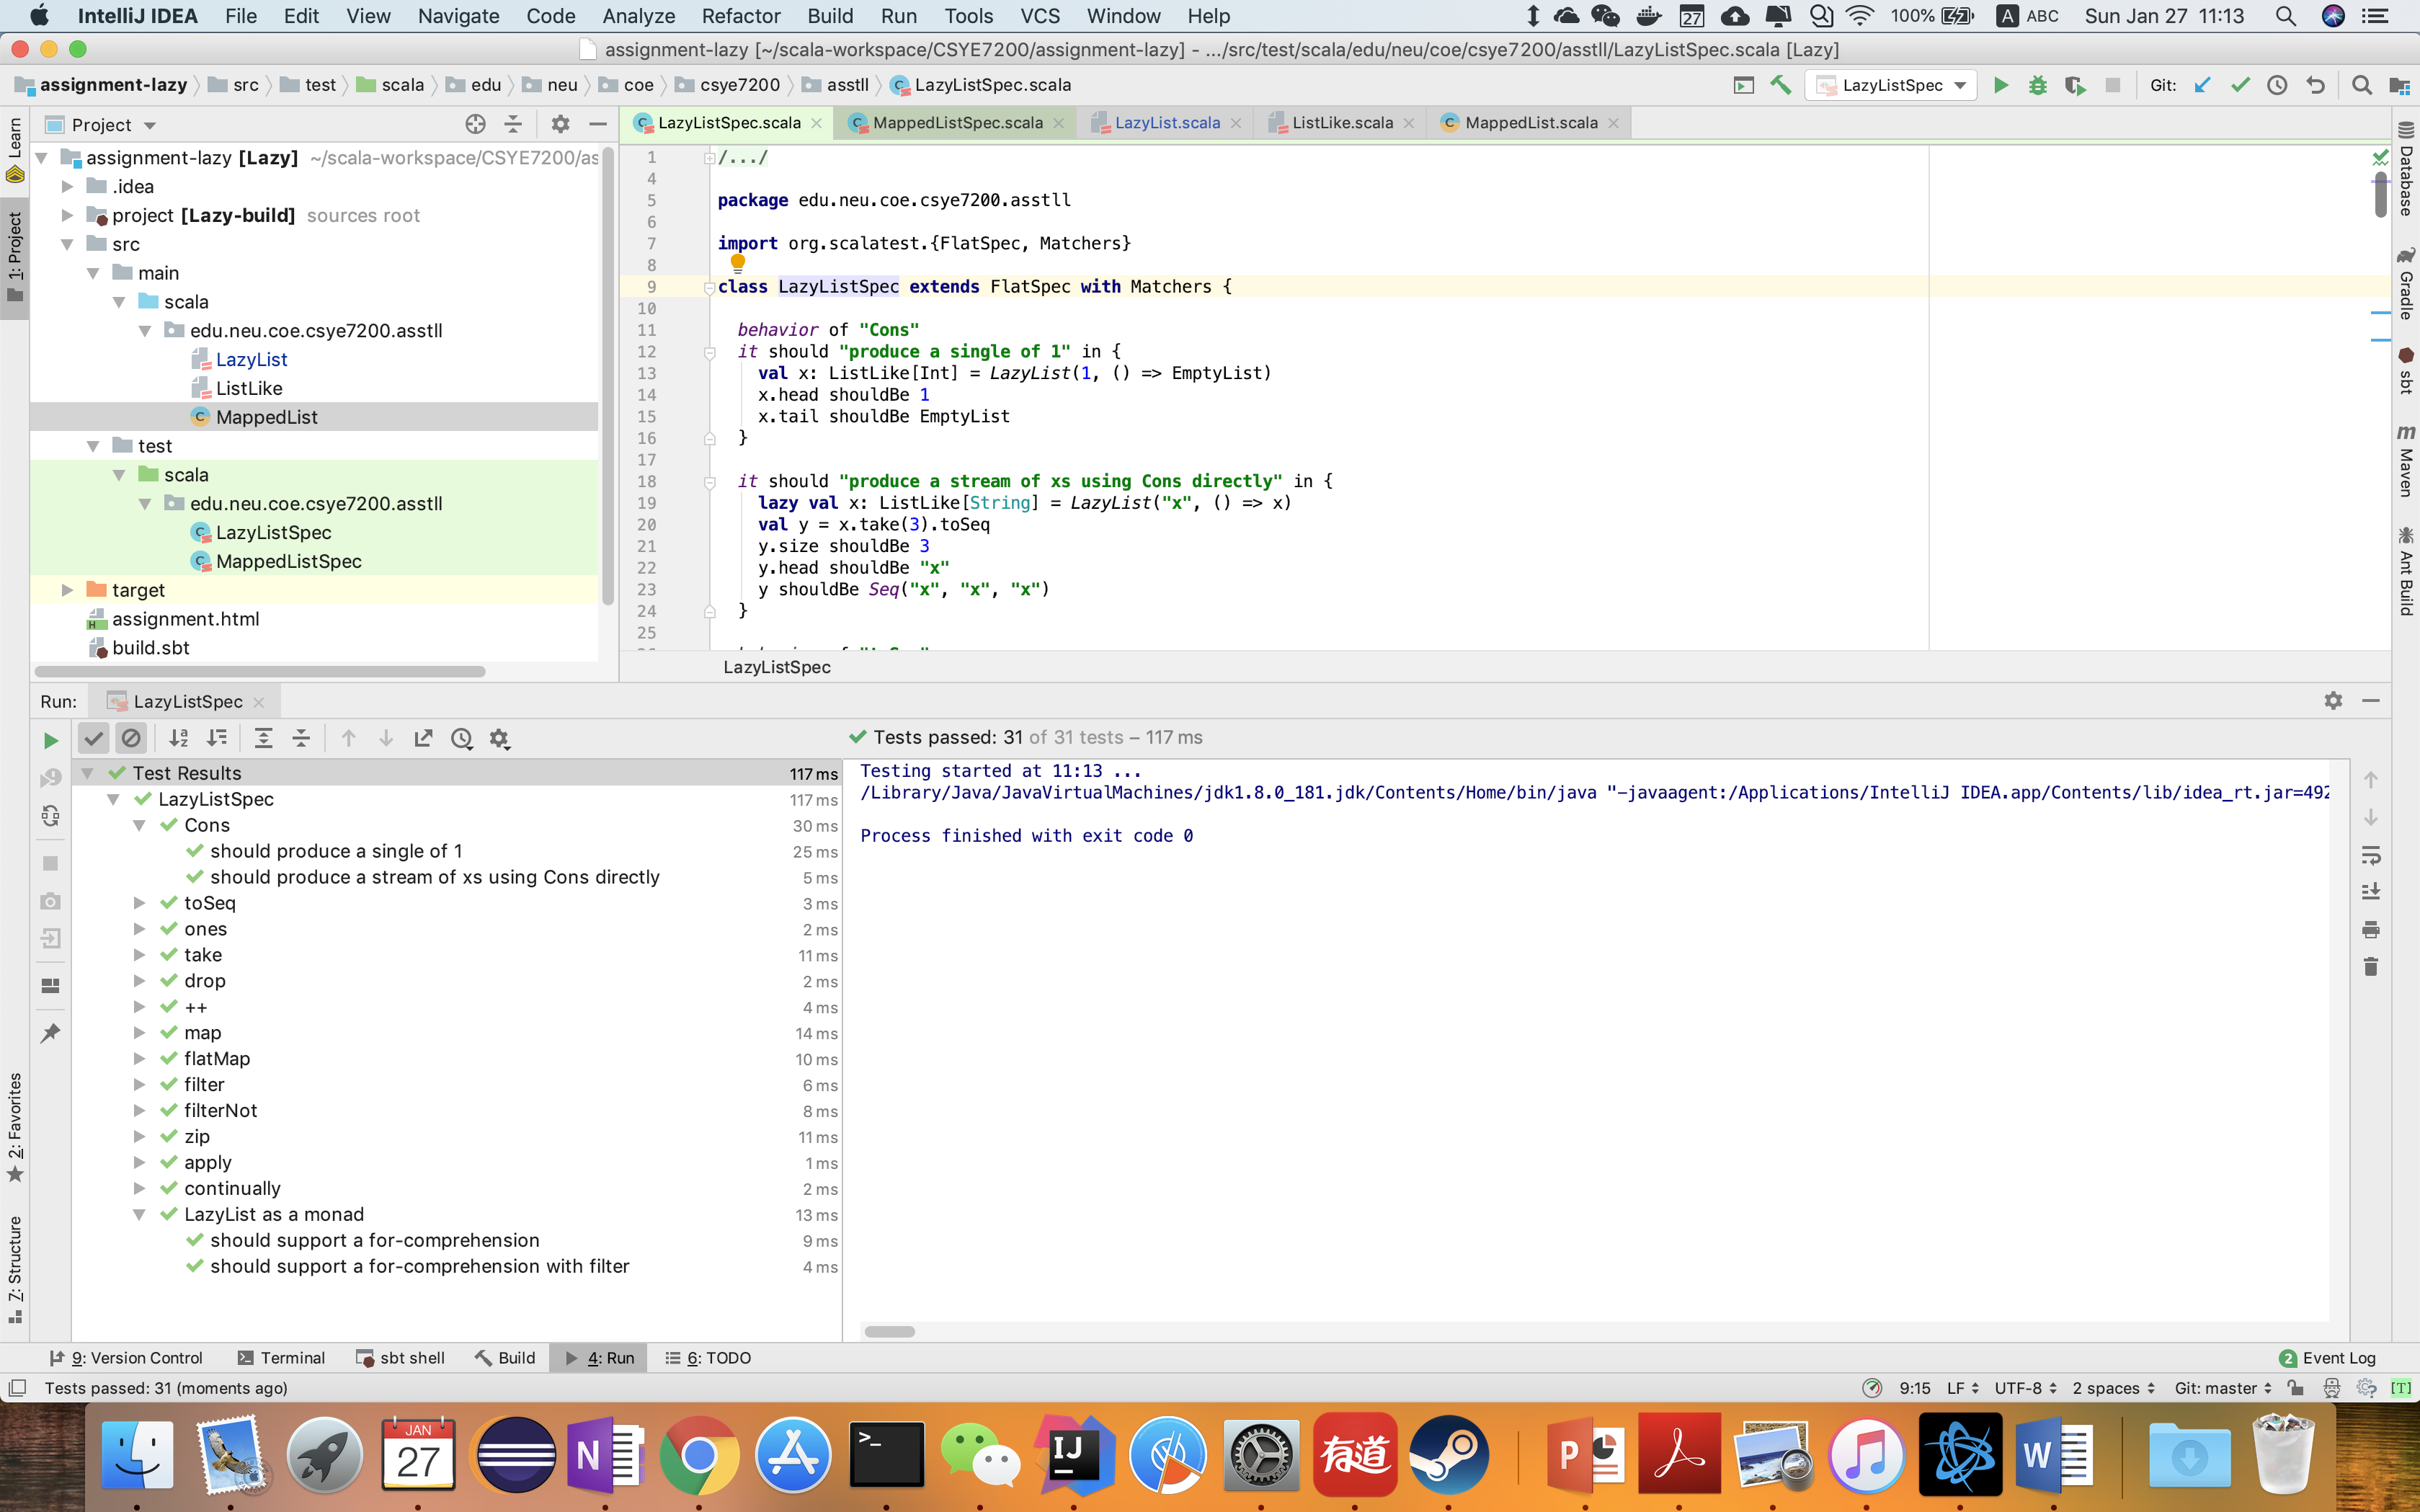 IntelliJ IDEA File Edit View Navigate Code Analyze Refactor Build Run Tools VCS Window Help 27 100% A ABC Sun Jan 27 11:13
assignment-lazy [~/scala-workspace/CSYE7200/assignment-lazy] - .../src/test/scala/edu/neu/coe/csye7200/asstll/LazyListSpec.scala [Lazy]
assignment-lazy src test scala edu neu coe csye7200 asstll LazyListSpec.scala LazyListSpec Git:
Learn
1: Project
2: Favorites
7: Structure
Project
assignment-lazy [Lazy] ~/scala-workspace/CSYE7200/as
.idea
project [Lazy-build] sources root
src
main
scala
edu.neu.coe.csye7200.asstll
LazyList
ListLike
MappedList
test
scala
edu.neu.coe.csye7200.asstll
LazyListSpec
MappedListSpec
target
assignment.html
build.sbt
LazyListSpec.scala MappedListSpec.scala LazyList.scala ListLike.scala MappedList.scala
1 /.../
4
5 package edu.neu.coe.csye7200.asstll
6
7 import org.scalatest.{FlatSpec, Matchers}
8
9 class LazyListSpec extends FlatSpec with Matchers {
10
11 behavior of "Cons"
12 it should "produce a single of 1" in {
13 val x: ListLike[Int] = LazyList(1, () => EmptyList)
14 x.head shouldBe 1
15 x.tail shouldBe EmptyList
16 }
17
18 it should "produce a stream of xs using Cons directly" in {
19 lazy val x: ListLike[String] = LazyList("x", () => x)
20 val y = x.take(3).toSeq
21 y.size shouldBe 3
22 y.head shouldBe "x"
23 y shouldBe Seq("x", "x", "x")
24 }
25
LazyListSpec
Database
Gradle
sbt
m Maven
Ant Build
Run: LazyListSpec
Tests passed: 31 of 31 tests – 117 ms
Test Results 117 ms
LazyListSpec 117 ms
Cons 30 ms
should produce a single of 1 25 ms
should produce a stream of xs using Cons directly 5 ms
toSeq 3 ms
ones 2 ms
take 11 ms
drop 2 ms
++ 4 ms
map 14 ms
flatMap 10 ms
filter 6 ms
filterNot 8 ms
zip 11 ms
apply 1 ms
continually 2 ms
LazyList as a monad 13 ms
should support a for-comprehension 9 ms
should support a for-comprehension with filter 4 ms
Testing started at 11:13 ...
/Library/Java/JavaVirtualMachines/jdk1.8.0_181.jdk/Contents/Home/bin/java "-javaagent:/Applications/IntelliJ IDEA.app/Contents/lib/idea_rt.jar=492
Process finished with exit code 0
9: Version Control Terminal sbt shell Build 4: Run 6: TODO 2 Event Log
Tests passed: 31 (moments ago) 9:15 LF UTF-8 2 spaces Git: master [T]
JAN
27
N
>_
IJ
有道
P
W